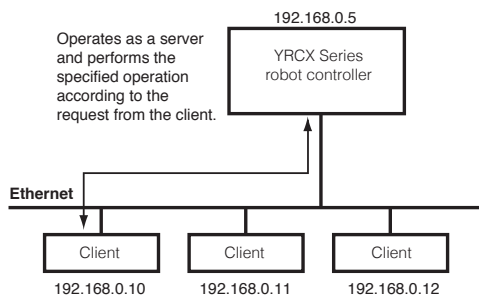 192.168.0.5
Operates as a server
and performs the
specified operation
according to the
request from the client.
YRCX Series
robot controller
Ethernet
Client
Client
Client
192.168.0.10
192.168.0.11
192.168.0.12